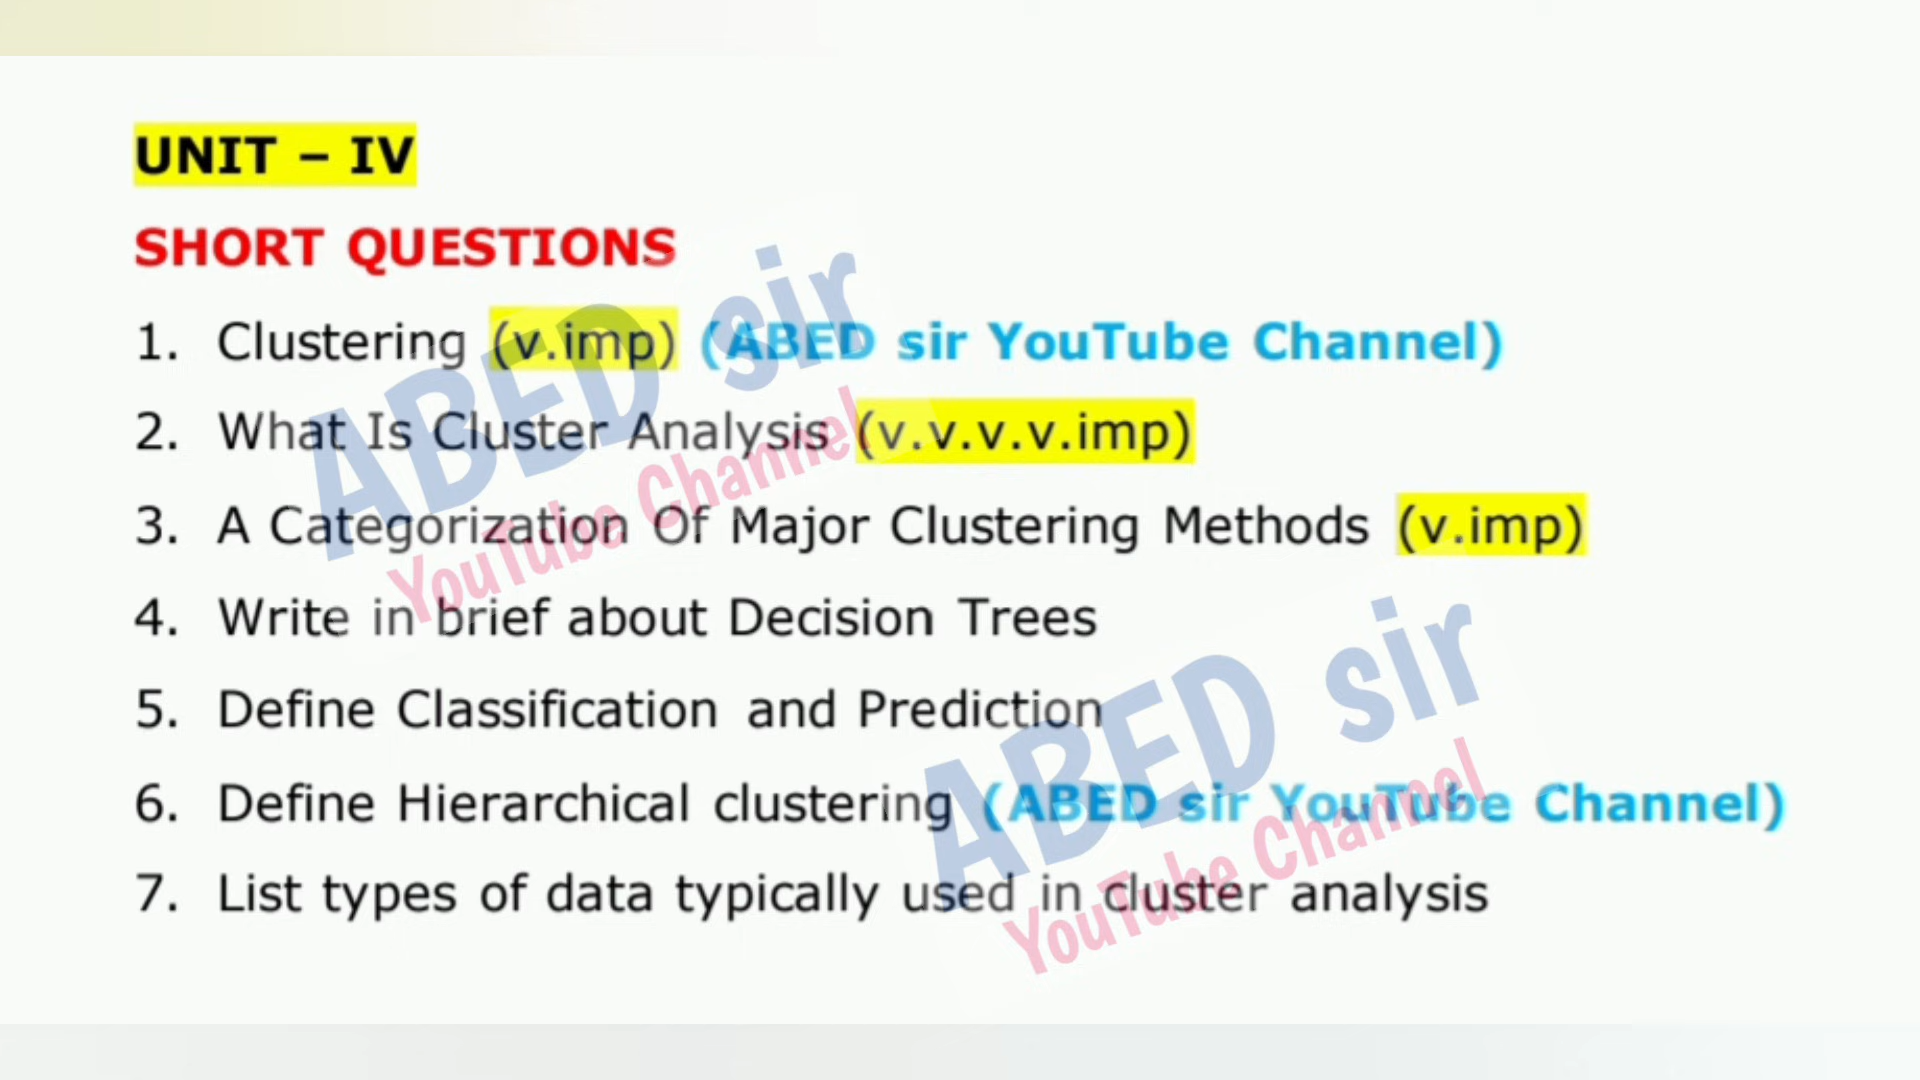 UNIT – IV
SHORT QUESTIONS
1. Clustering (v.imp) (ABED sir YouTube Channel)
2. What Is Cluster Analysis (v.v.v.v.imp)
3. A Categorization Of Major Clustering Methods (v.imp)
4. Write in brief about Decision Trees
5. Define Classification and Prediction
6. Define Hierarchical clustering (ABED sir YouTube Channel)
7. List types of data typically used in cluster analysis
ABED sir
YouTube Channel
ABED sir
YouTube Channel